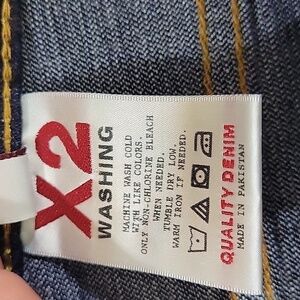 X2
WASHING
MACHINE WASH COLD
WITH LIKE COLORS.
ONLY NON-CHLORINE BLEACH
WHEN NEEDED.
TUMBLE DRY LOW.
WARM IRON IF NEEDED.
QUALITY DENIM
MADE IN PAKISTAN